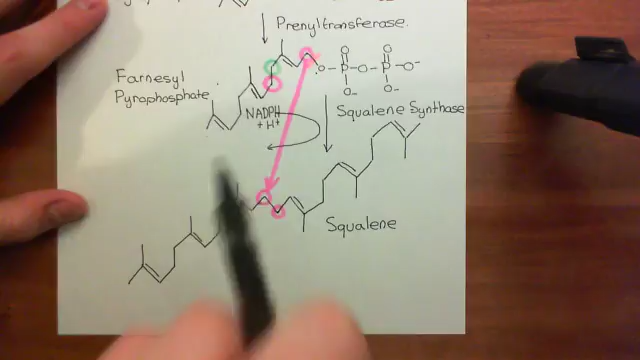 Prenyltransferase.
Farnesyl
Pyrophosphate.
O - P - O - P - O-
O
O
O-
O-
NADPH
+ H+
Squalene Synthase
Squalene